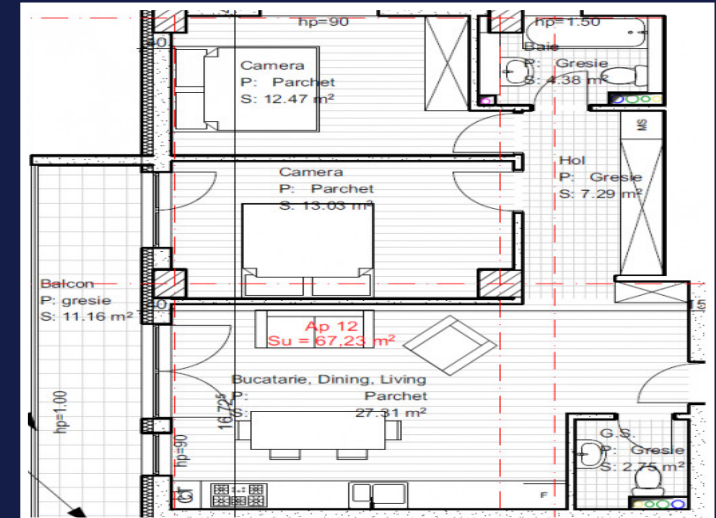 hp=90
hp=1.50
Camera
P: Parchet
S: 12.47 m²
Baie
P: Gresie
S: 4.38 m²
MS
Camera
P: Parchet
S: 13.03 m²
Hol
P: Gresie
S: 7.29 m²
Balcon
P: gresie
S: 11.16 m²
Ap 12
Su = 67,23 m²
Bucatarie, Dining, Living
P: Parchet
S: 27.31 m²
hp=1.00
hp=90
G.S.
P: Gresie
S: 2.75 m²
CT
F